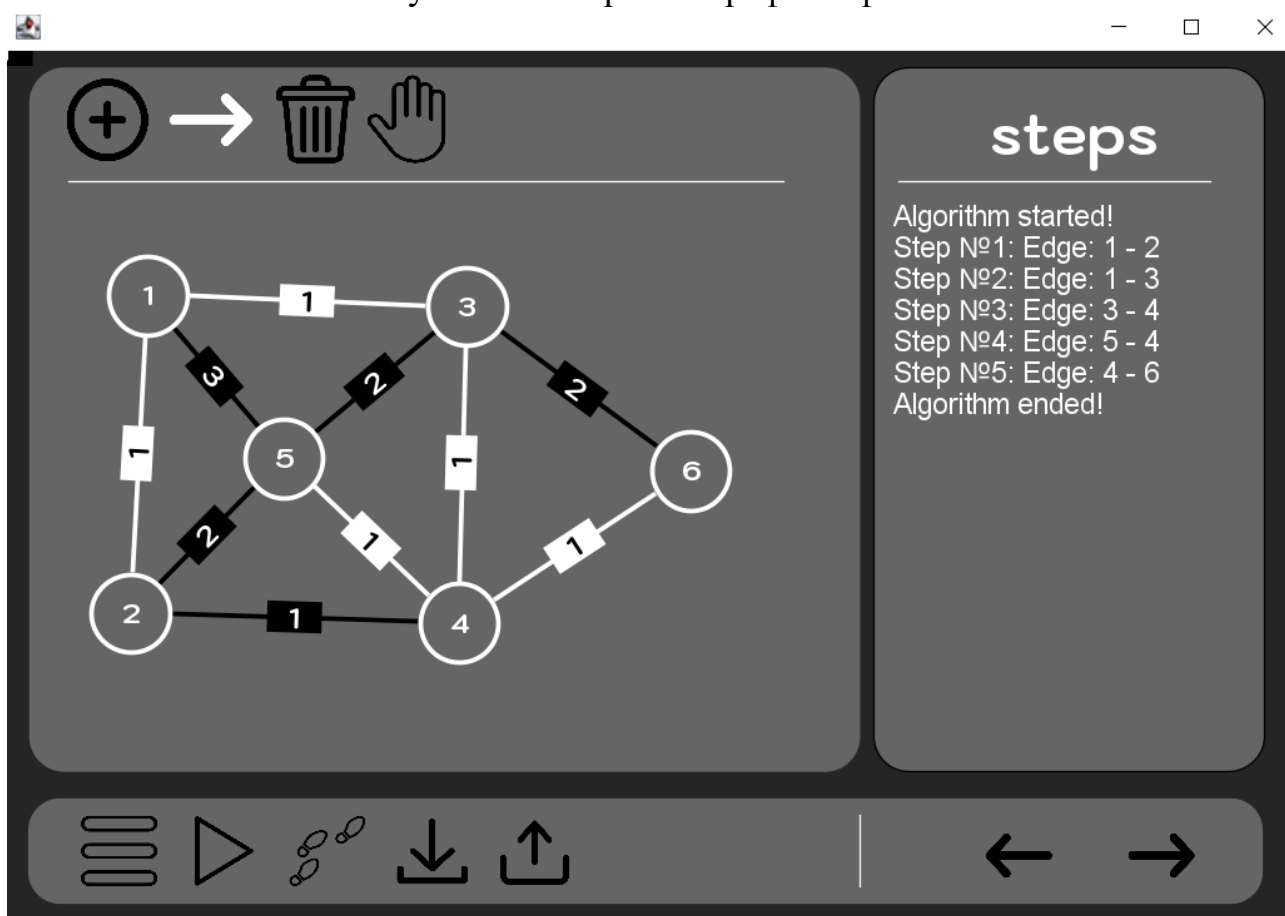 steps
Algorithm started!
Step №1: Edge: 1 - 2
Step №2: Edge: 1 - 3
Step №3: Edge: 3 - 4
Step №4: Edge: 5 - 4
Step №5: Edge: 4 - 6
Algorithm ended!
1
1
3
3
2
2
1
5
1
6
2
1
1
2
1
4